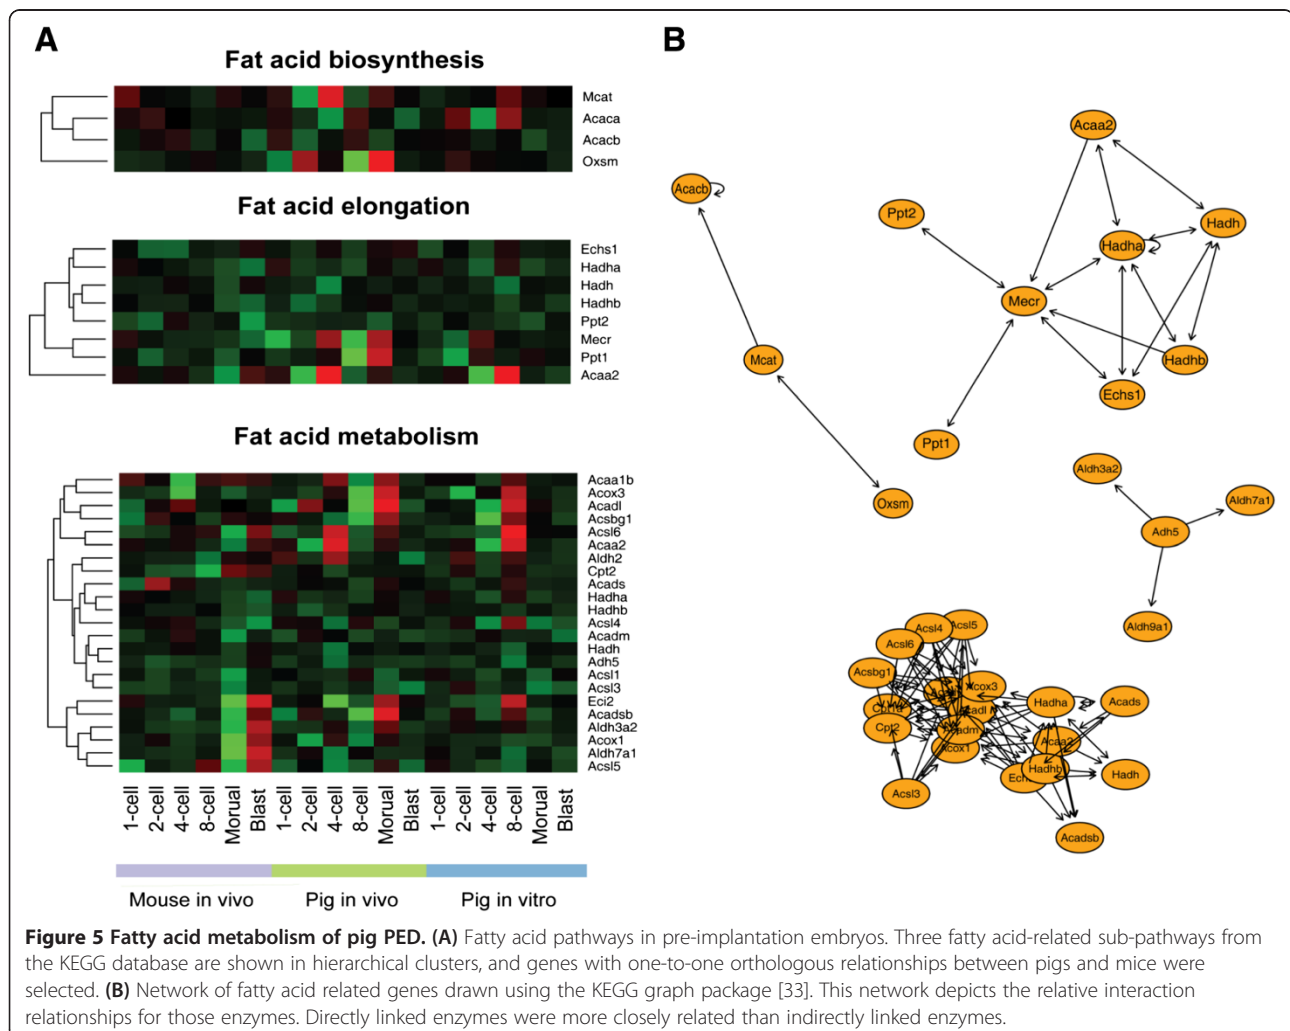 A
Fat acid biosynthesis
Mcat
Acaca
Acacb
Oxsm
Fat acid elongation
Echs1
Hadha
Hadh
Hadhb
Ppt2
Mecr
Ppt1
Acaa2
Fat acid metabolism
Acaa1b
Acox3
Acadl
Acsbg1
Acsl6
Acaa2
Aldh2
Cpt2
Acads
Hadha
Hadhb
Acsl4
Acadm
Hadh
Adh5
Acsl1
Acsl3
Eci2
Acadsb
Aldh3a2
Acox1
Aldh7a1
Acsl5
1-cell
2-cell
4-cell
8-cell
Morual
Blast
1-cell
2-cell
4-cell
8-cell
Morual
Blast
1-cell
2-cell
4-cell
8-cell
Morual
Blast
Mouse in vivo
Pig in vivo
Pig in vitro
B
Acaa2
Acacb
Ppt2
Hadh
Hadha
Mecr
Mcat
Hadhb
Echs1
Ppt1
Aldh3a2
Oxsm
Aldh7a1
Adh5
Aldh9a1
Acsl4
Acsl5
Acsl6
Acsbg1
Acox3
Hadha
Acads
Cpt2
Acadm
Acaa2
Acox1
Hadhb
Hadh
Acsl3
Acadsb
Figure 5 Fatty acid metabolism of pig PED. (A) Fatty acid pathways in pre-implantation embryos. Three fatty acid-related sub-pathways from
the KEGG database are shown in hierarchical clusters, and genes with one-to-one orthologous relationships between pigs and mice were
selected. (B) Network of fatty acid related genes drawn using the KEGG graph package [33]. This network depicts the relative interaction
relationships for those enzymes. Directly linked enzymes were more closely related than indirectly linked enzymes.